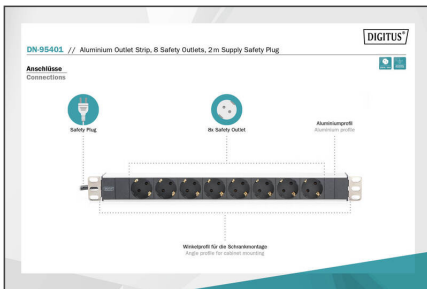 DIGITUS®
DN-95401 // Aluminium Outlet Strip, 8 Safety Outlets, 2 m Supply Safety Plug
Anschlüsse
Connections
Safety Plug
8x Safety Outlet
Aluminiumprofil
Aluminium profile
Winkelprofil für die Schrankmontage
Angle profile for cabinet mounting